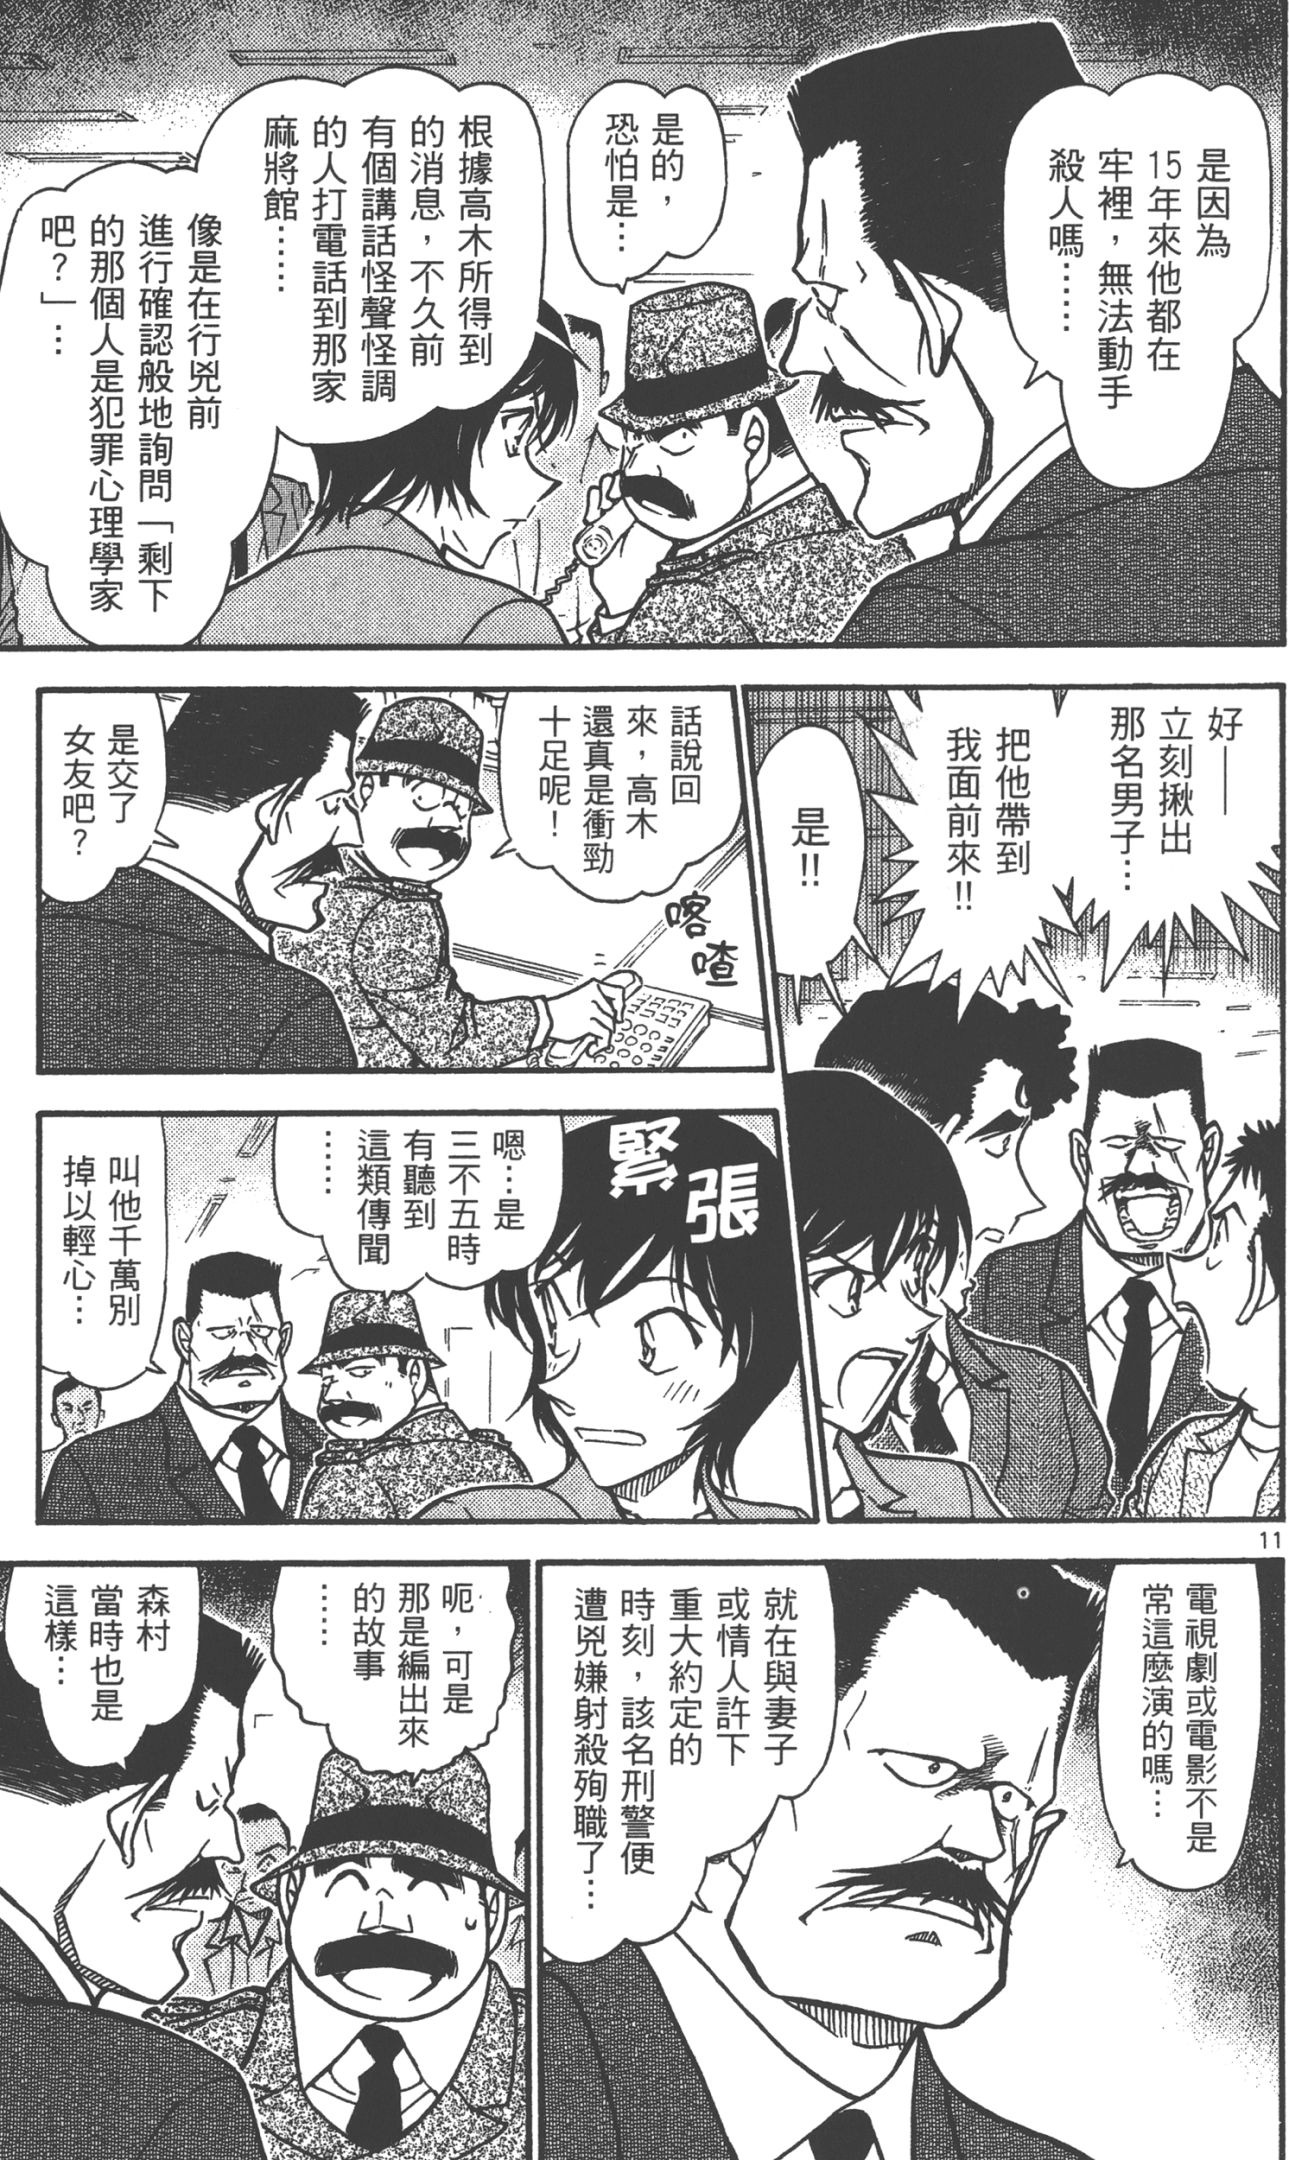 是因為
15年來他都在
牢裡，無法動手
殺人嗎……
是的，
恐怕是…
根據高木所得到
的消息，不久前
有個講話怪聲怪調
的人打電話到那家
麻將館……
像是在行兇前
進行確認般地詢問「剩下
的那個人是犯罪心理學家
吧？」…
好——
立刻揪出
那名男子…
把他帶到
我面前來!!
是!!
話說回
來，高木
還真是衝勁
十足呢！
喀
喳
是交了
女友吧？
緊
張
嗯…是
三不五時
有聽到
這類傳聞
……
叫他千萬別
掉以輕心…
11
電視劇或電影不是
常這麼演的嗎…
就在與妻子
或情人許下
重大約定的
時刻，該名刑警便
遭兇嫌射殺殉職了…
呃，可是
那是編出來
的故事
……
森村
當時也是
這樣…